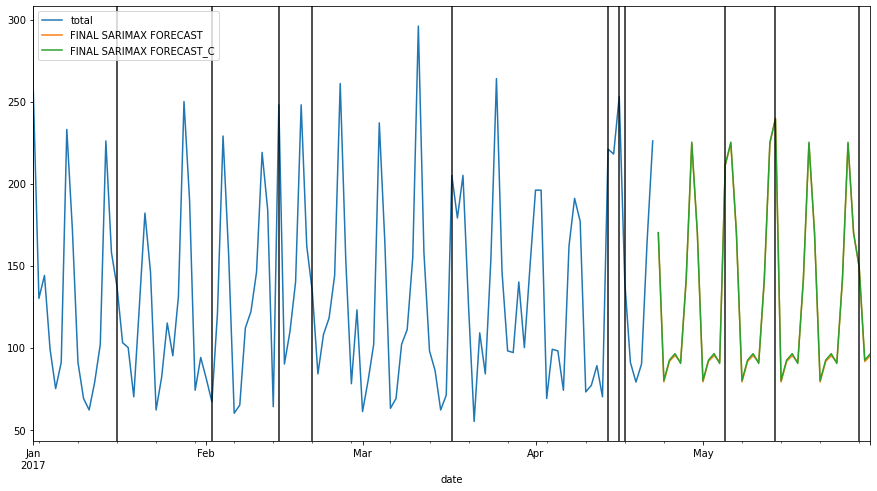 total
FINAL SARIMAX FORECAST
FINAL SARIMAX FORECAST_C
300
250
200
150
100
50
Jan Feb Mar Apr May
2017
date